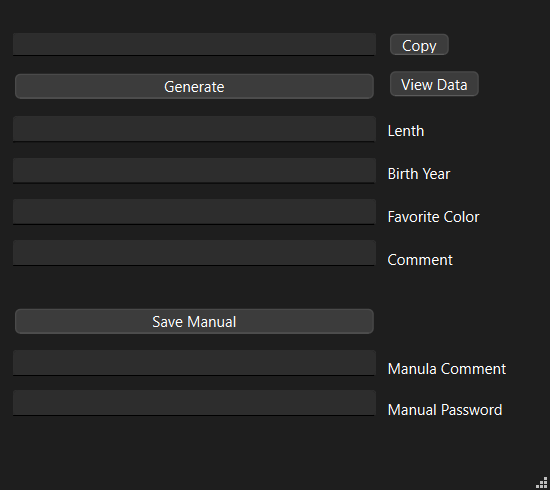 Copy
Generate
View Data
Lenth
Birth Year
Favorite Color
Comment
Save Manual
Manula Comment
Manual Password